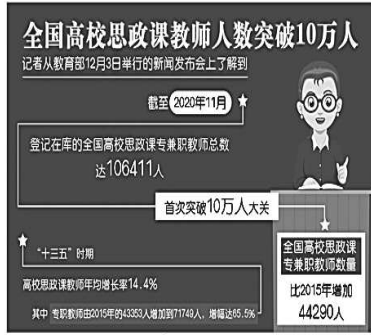 全国高校思政课教师人数突破10万人
记者从教育部12月3日举行的新闻发布会上了解到
截至 2020年11月
登记在库的全国高校思政课专兼职教师总数
达106411人
首次突破10万人大关
全国高校思政课
专兼职教师数量
比2015年增加
44290人
“十三五”时期
高校思政课教师年均增长率14.4%
其中 专职教师由2015年的43353人增加到71749人，增幅达65.5%